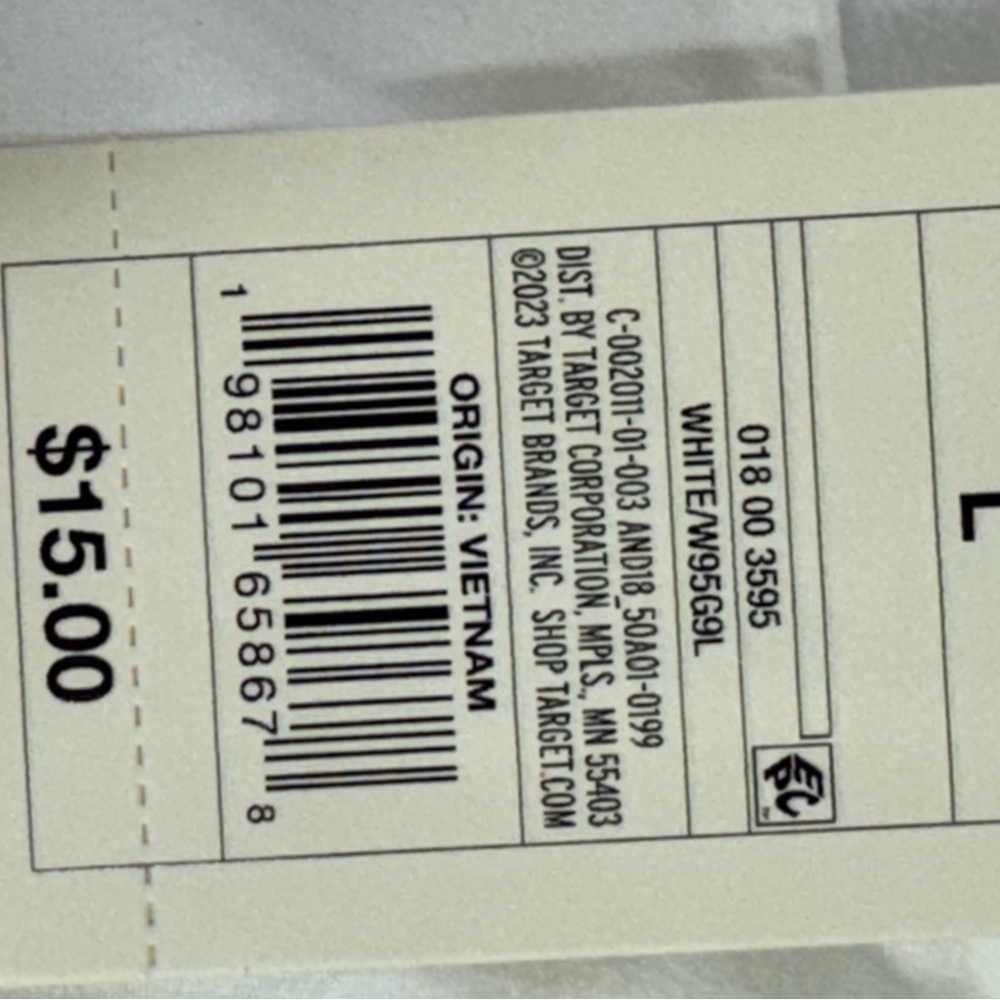 L
018 00 3595
EPC
WHITE/W95G9L
C-002011-01-003 AND18_50A01-0199
DIST. BY TARGET CORPORATION, MPLS., MN 55403
©2023 TARGET BRANDS, INC. SHOP TARGET.COM
ORIGIN: VIETNAM
1 98101 65867 8
$15.00